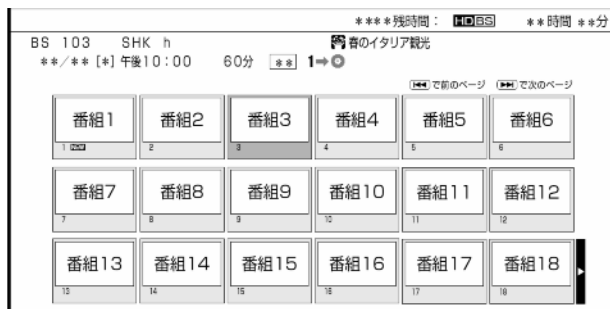 ****残時間： HD BS **時間 **分
BS 103 SHK h 春のイタリア観光
**/** [*] 午後10：00 60分 ** 1➡
で前のページ で次のページ
番組1 番組2 番組3 番組4 番組5 番組6
1 2 3 4 5 6
番組7 番組8 番組9 番組10 番組11 番組12
7 8 9 10 11 12
番組13 番組14 番組15 番組16 番組17 番組18
13 14 15 16 17 18